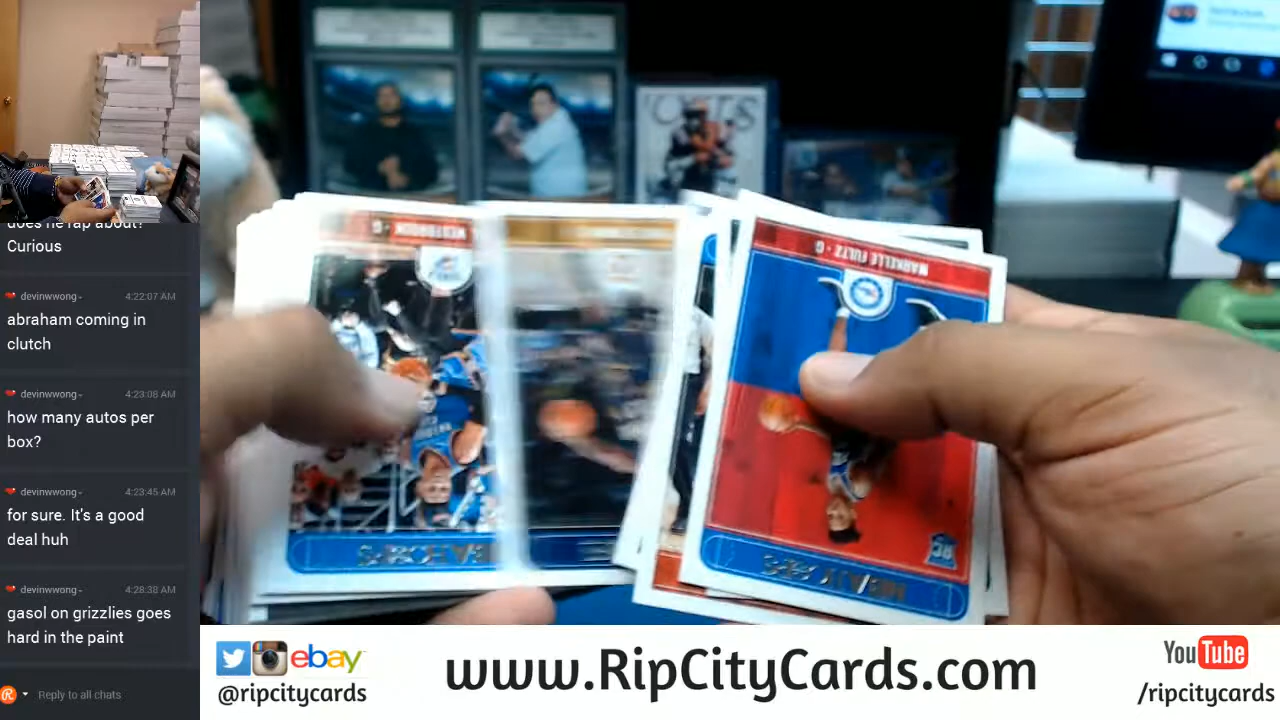 does he rap about?
Curious
devinwwong- 4:22:07 AM
abraham coming in
clutch
devinwwong- 4:23:08 AM
how many autos per
box?
devinwwong- 4:23:45 AM
for sure. It's a good
deal huh
devinwwong- 4:28:38 AM
gasol on grizzlies goes
hard in the paint
Reply to all chats
WESTBROOK • G
MARKELLE FULTZ • G
RC
ebay
@ripcitycards
www.RipCityCards.com
YouTube
/ripcitycards